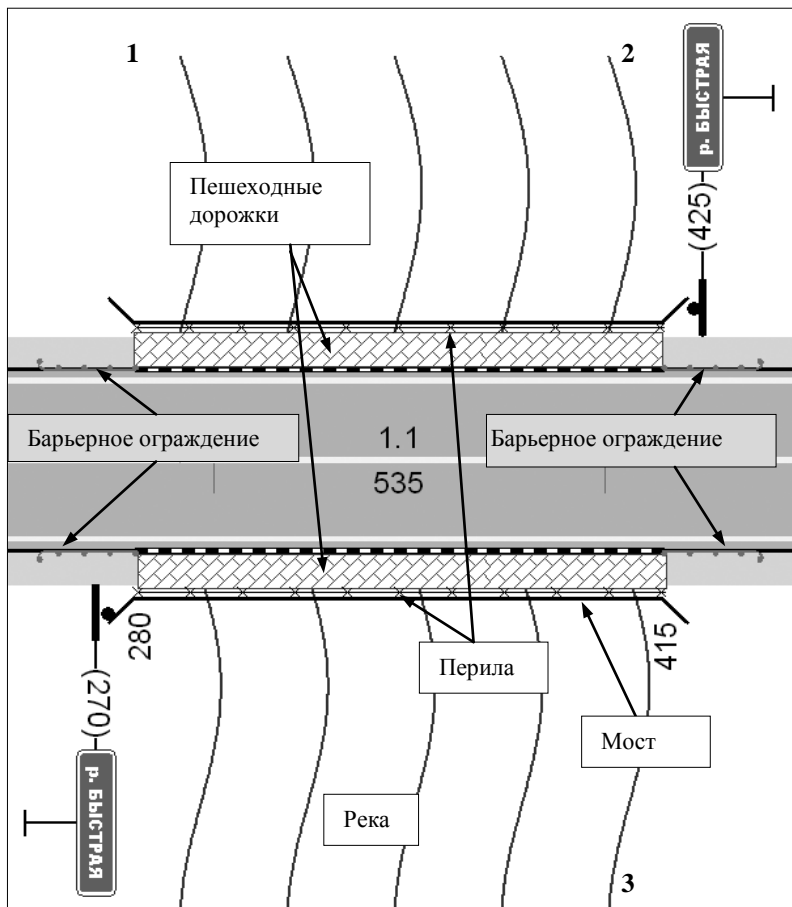 1
2
р. БЫСТРАЯ
(425)
Пешеходные
дорожки
Барьерное ограждение
1.1
Барьерное ограждение
535
280
415
(270)
Перила
Мост
р. БЫСТРАЯ
Река
3